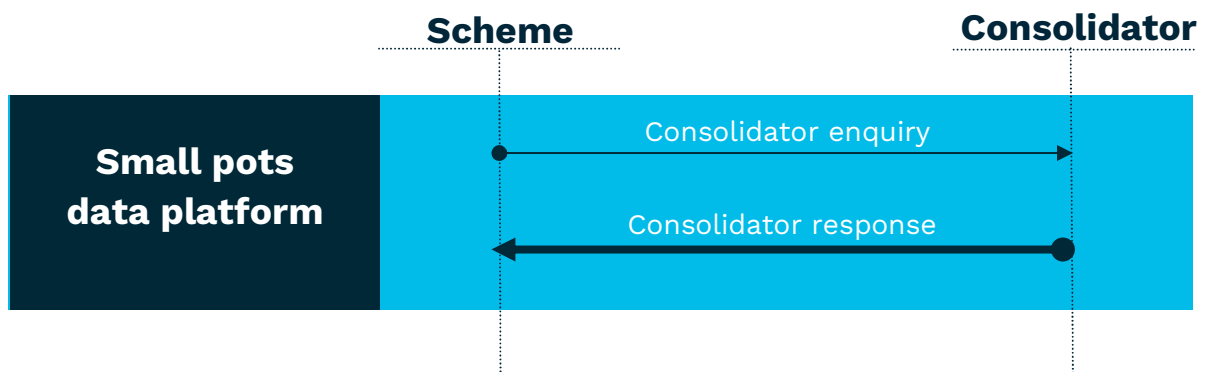 Scheme
Consolidator
Small pots
data platform
Consolidator enquiry
Consolidator response